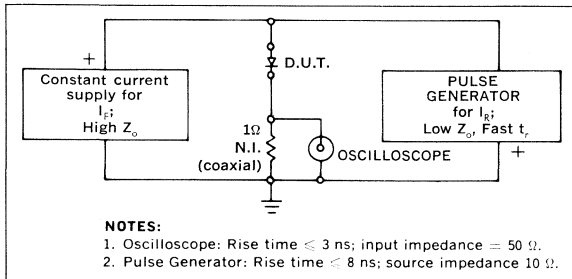 +
Constant current
supply for
I_F;
High Z_o
D.U.T.
1Ω
N.I.
(coaxial)
OSCILLOSCOPE
PULSE
GENERATOR
for I_R;
Low Z_o, Fast t_r
+
NOTES:
1. Oscilloscope: Rise time ≤ 3 ns; input impedance = 50 Ω.
2. Pulse Generator: Rise time ≤ 8 ns; source impedance 10 Ω.